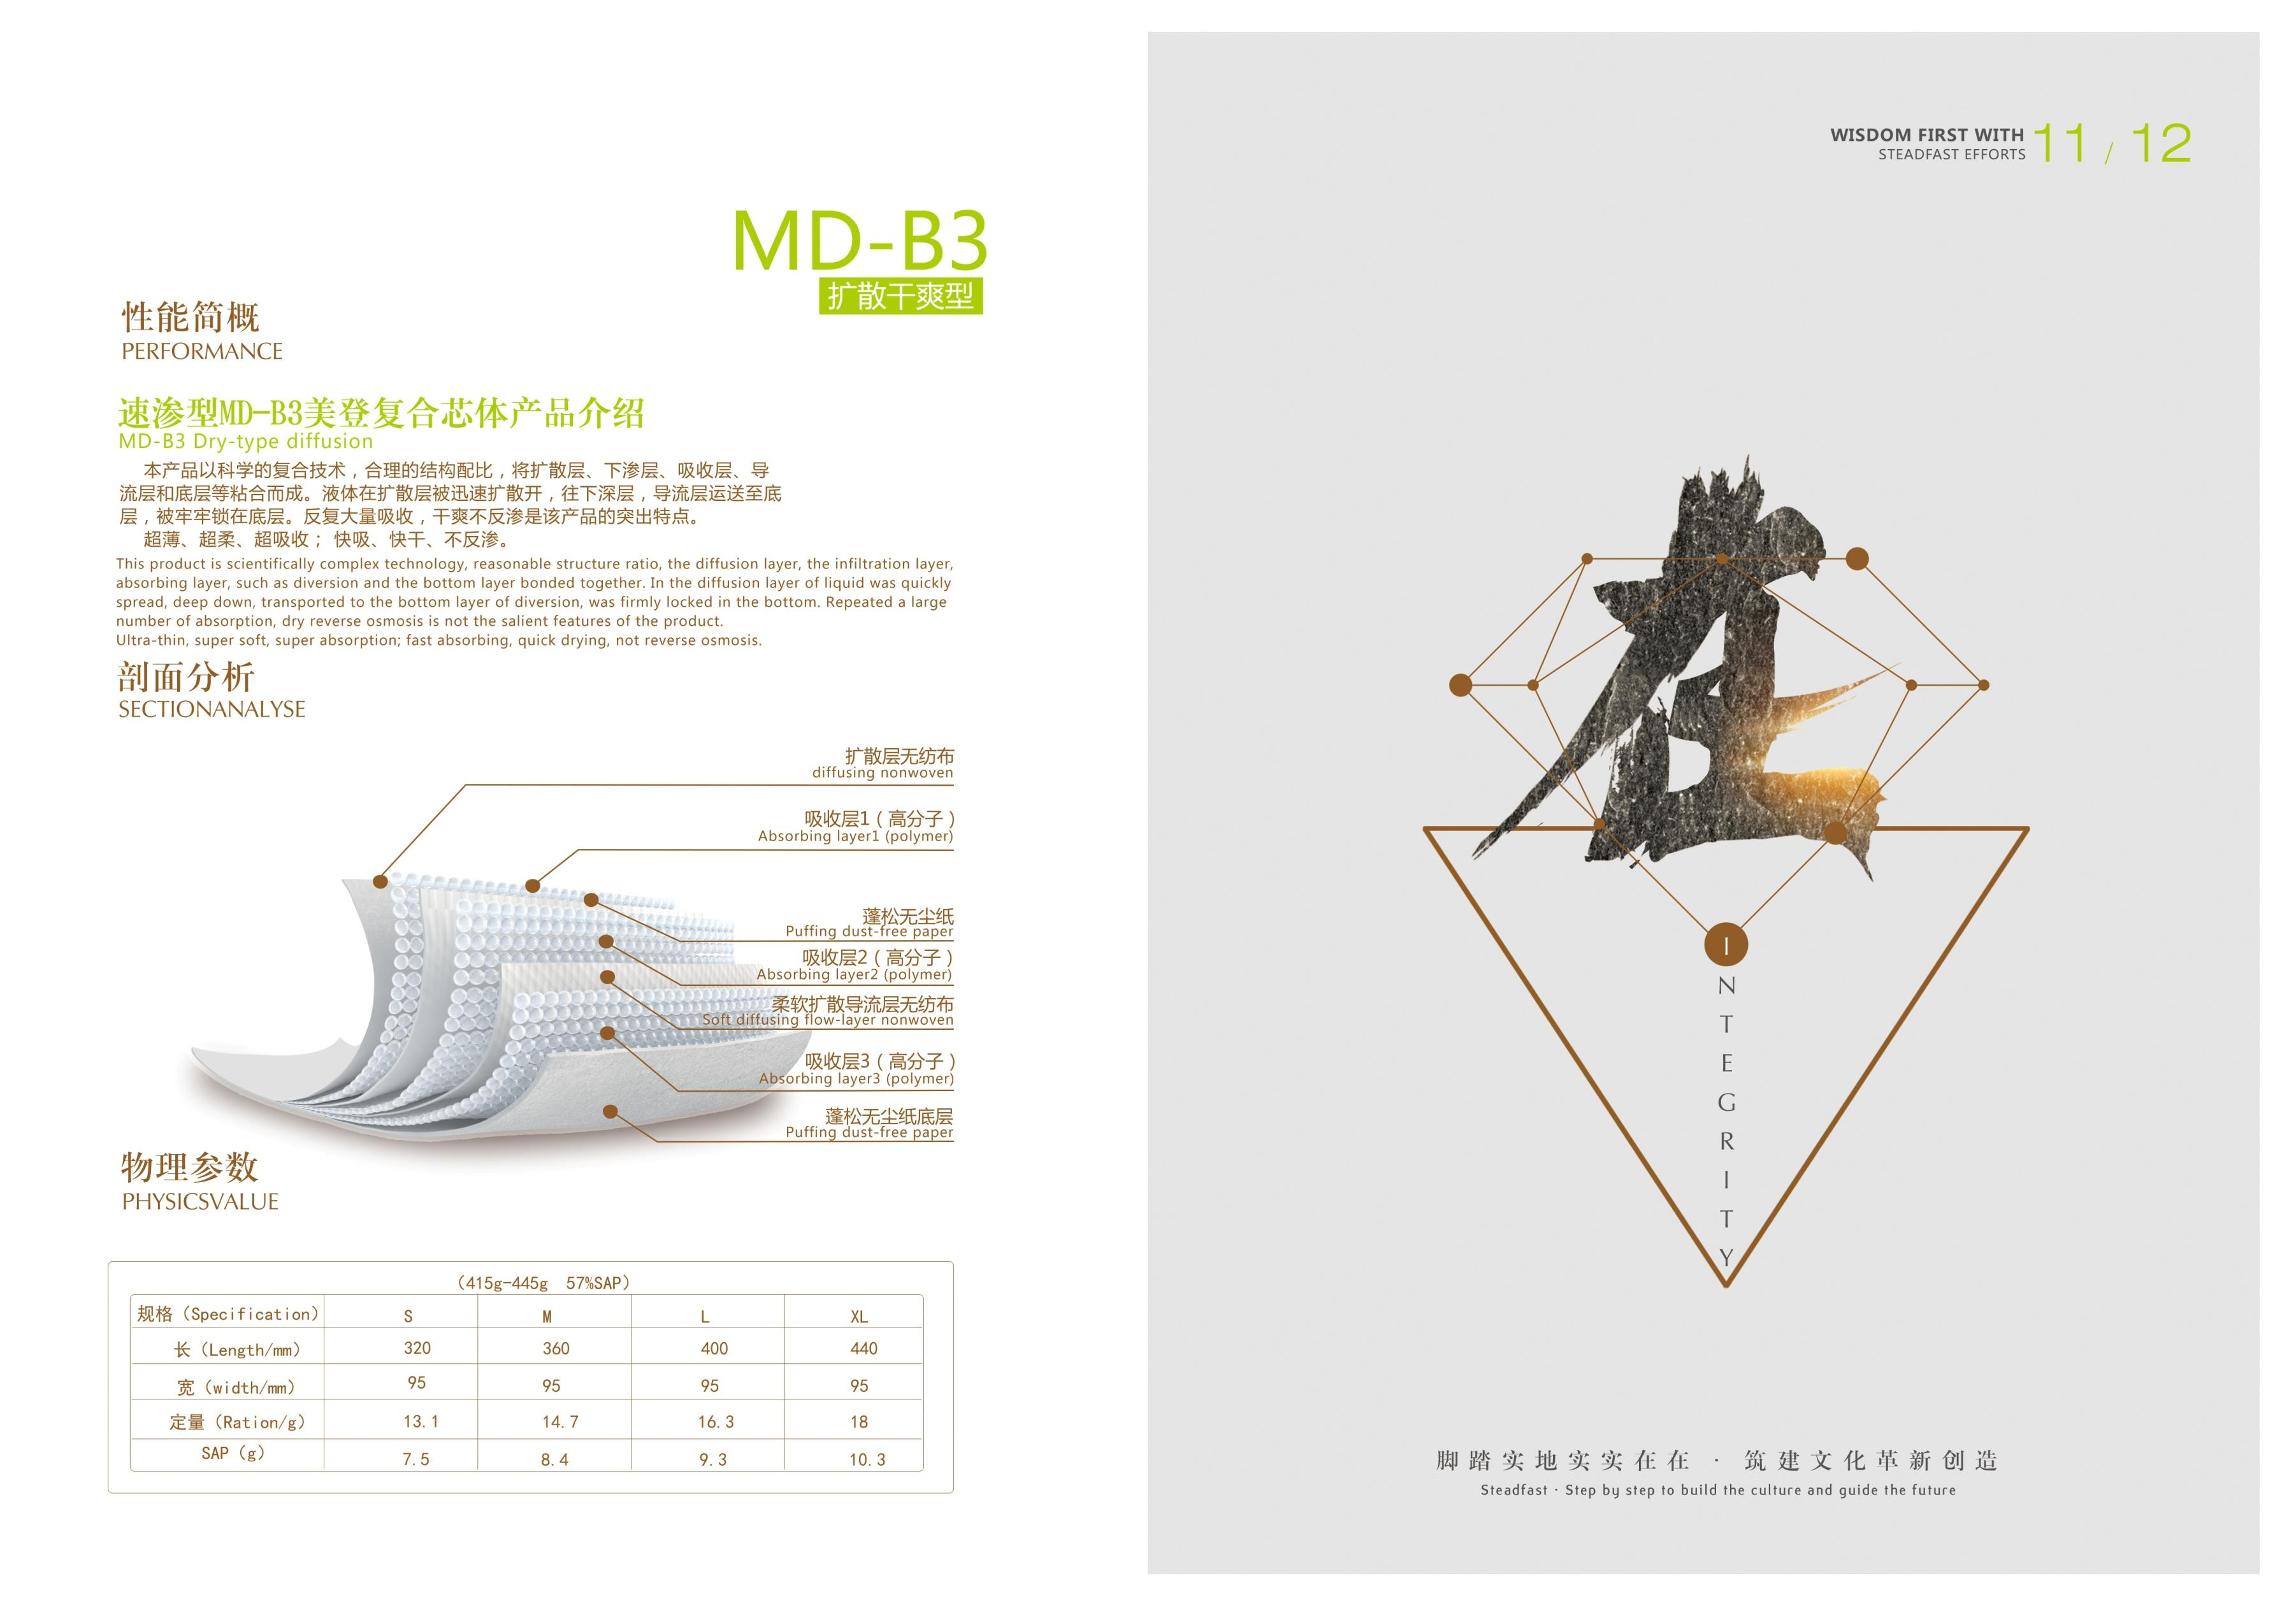 MD-B3
扩散干爽型
性能简概
PERFORMANCE
速渗型MD-B3美登复合芯体产品介绍
MD-B3 Dry-type diffusion
本产品以科学的复合技术，合理的结构配比，将扩散层、下渗层、吸收层、导
流层和底层等粘合而成。液体在扩散层被迅速扩散开，往下深层，导流层运送至底
层，被牢牢锁在底层。反复大量吸收，干爽不反渗是该产品的突出特点。
超薄、超柔、超吸收； 快吸、快干、不反渗。
This product is scientifically complex technology, reasonable structure ratio, the diffusion layer, the infiltration layer,
absorbing layer, such as diversion and the bottom layer bonded together. In the diffusion layer of liquid was quickly
spread, deep down, transported to the bottom layer of diversion, was firmly locked in the bottom. Repeated a large
number of absorption, dry reverse osmosis is not the salient features of the product.
Ultra-thin, super soft, super absorption; fast absorbing, quick drying, not reverse osmosis.
剖面分析
SECTIONANALYSE
扩散层无纺布
diffusing nonwoven
吸收层1（高分子）
Absorbing layer1 (polymer)
蓬松无尘纸
Puffing dust-free paper
吸收层2（高分子）
Absorbing layer2 (polymer)
柔软扩散导流层无纺布
Soft diffusing flow-layer nonwoven
吸收层3（高分子）
Absorbing layer3 (polymer)
蓬松无尘纸底层
Puffing dust-free paper
物理参数
PHYSICSVALUE
（415g-445g 57%SAP）
规格（Specification） S M L XL
长（Length/mm） 320 360 400 440
宽（width/mm） 95 95 95 95
定量（Ration/g） 13.1 14.7 16.3 18
SAP（g） 7.5 8.4 9.3 10.3
WISDOM FIRST WITH
STEADFAST EFFORTS
11 / 12
INTEGRITY
脚踏实地实实在在 · 筑建文化革新创造
Steadfast · Step by step to build the culture and guide the future